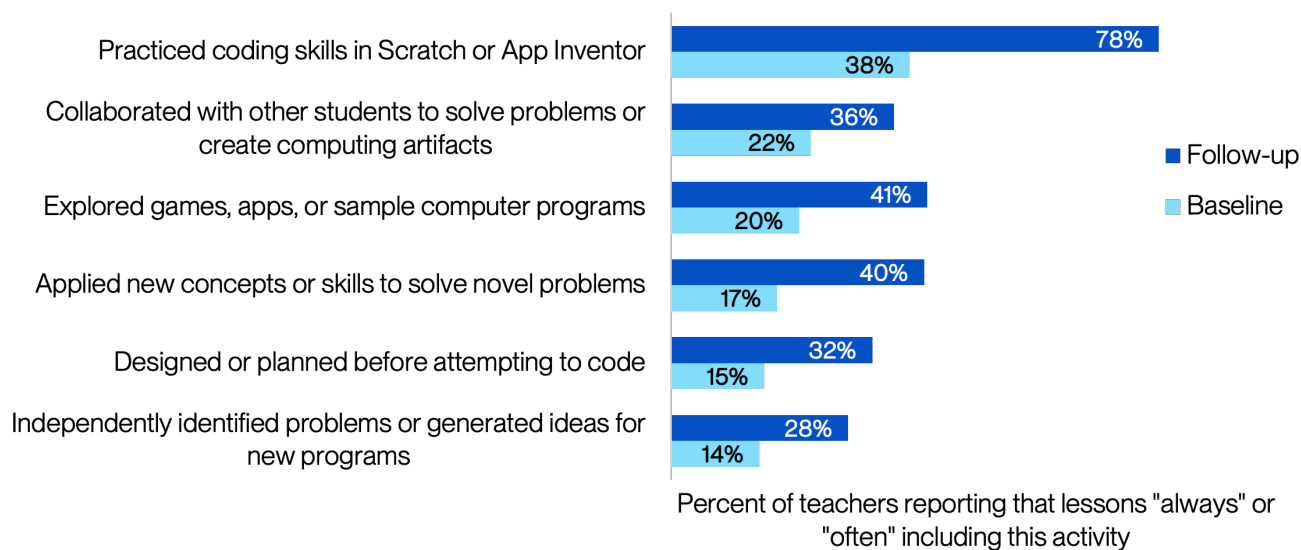 Practiced coding skills in Scratch or App Inventor
78%
38%
Collaborated with other students to solve problems or
create computing artifacts
36%
22%
Explored games, apps, or sample computer programs
41%
20%
Applied new concepts or skills to solve novel problems
40%
17%
Designed or planned before attempting to code
32%
15%
Independently identified problems or generated ideas for
new programs
28%
14%
Follow-up
Baseline
Percent of teachers reporting that lessons "always" or
"often" including this activity